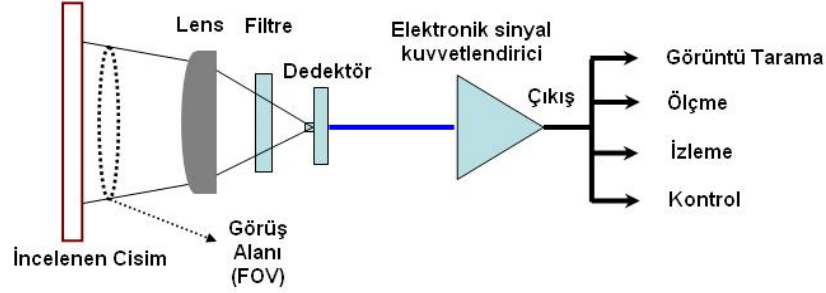 Lens
Filtre
Dedektör
Elektronik sinyal
kuvvetlendirici
Çıkış
Görüntü Tarama
Ölçme
İzleme
Kontrol
İncelenen Cisim
Görüş
Alanı
(FOV)